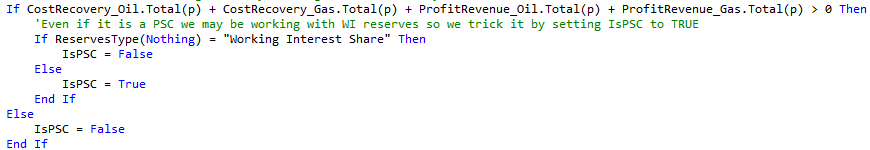 If CostRecovery_Oil.Total(p) + CostRecovery_Gas.Total(p) + ProfitRevenue_Oil.Total(p) + ProfitRevenue_Gas.Total(p) > 0 Then
    'Even if it is a PSC we may be working with WI reserves so we trick it by setting IsPSC to TRUE
    If ReservesType(Nothing) = "Working Interest Share" Then
        IsPSC = False
    Else
        IsPSC = True
    End If
Else
    IsPSC = False
End If